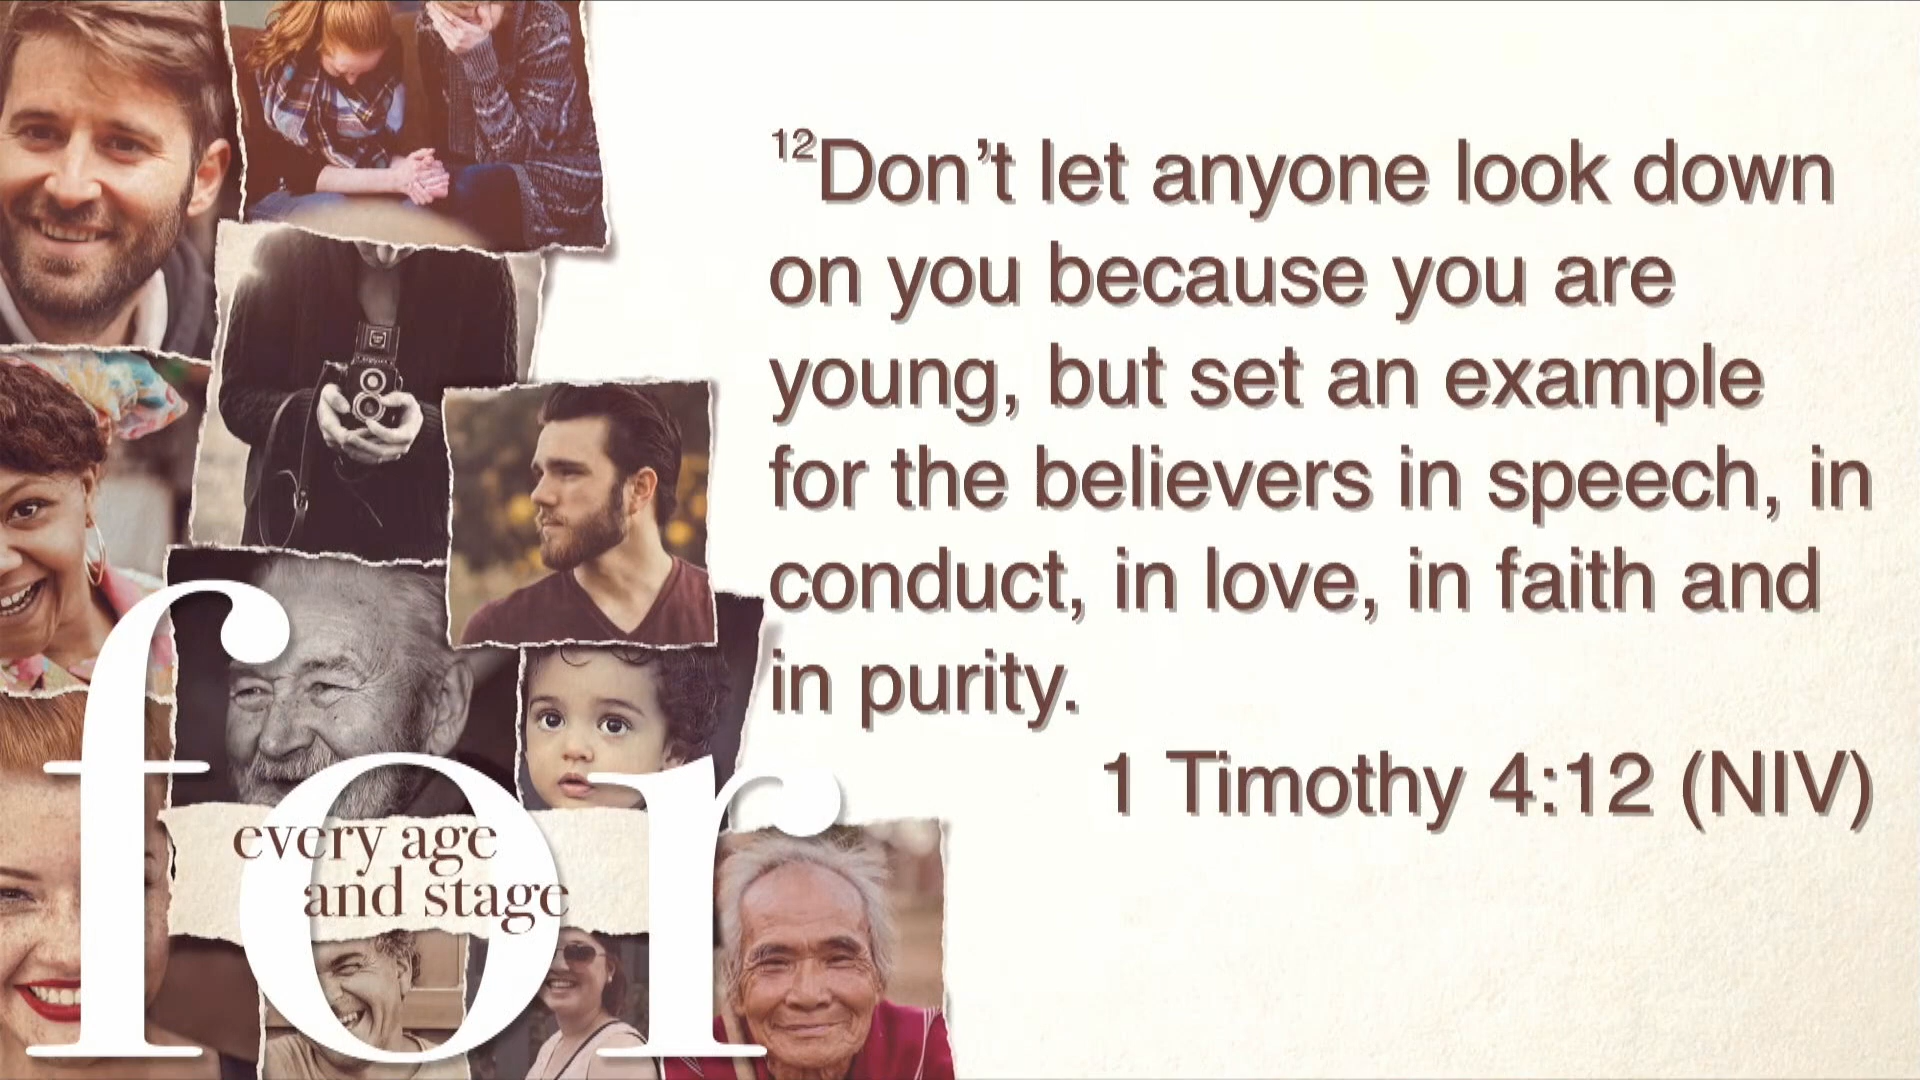 ¹²Don’t let anyone look down
on you because you are
young, but set an example
for the believers in speech, in
conduct, in love, in faith and
in purity.
1 Timothy 4:12 (NIV)
for
every age
and stage